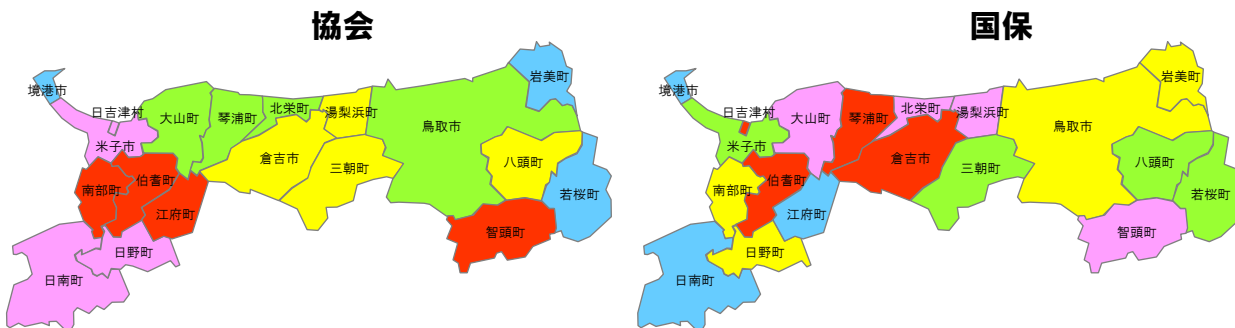 協会
国保
岩美町
境港市
日吉津村
大山町
琴浦町
北栄町
湯梨浜町
鳥取市
米子市
倉吉市
三朝町
八頭町
南部町
伯耆町
若桜町
江府町
智頭町
日野町
日南町
岩美町
境港市
日吉津村
大山町
琴浦町
北栄町
湯梨浜町
鳥取市
米子市
倉吉市
三朝町
八頭町
南部町
伯耆町
若桜町
江府町
智頭町
日野町
日南町